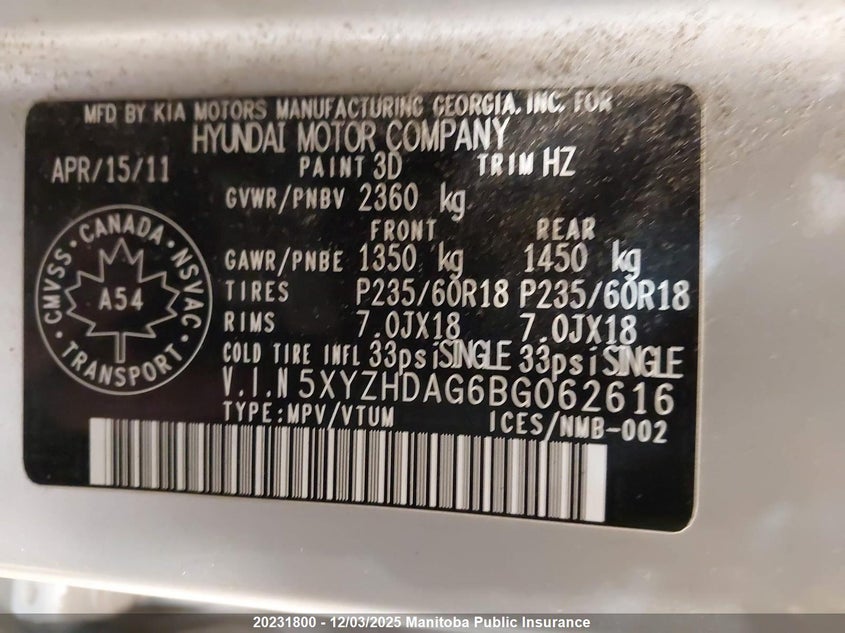 MFD BY KIA MOTORS MANUFACTURING GEORGIA, INC. FOR
HYUNDAI MOTOR COMPANY
APR/15/11 PAINT 3D TRIM HZ
GVWR/PNBV 2360 kg
FRONT REAR
GAWR/PNBE 1350 kg 1450 kg
TIRES P235/60R18 P235/60R18
RIMS 7.0JX18 7.0JX18
COLD TIRE INFL 33psiSINGLE 33psiSINGLE
V.I.N 5XYZHDAG6BG062616
TYPE:MPV/VTUM ICES/NMB-002
CMVSS • CANADA • NSVAC • TRANSPORT •
A54
20231800 - 12/03/2025 Manitoba Public Insurance